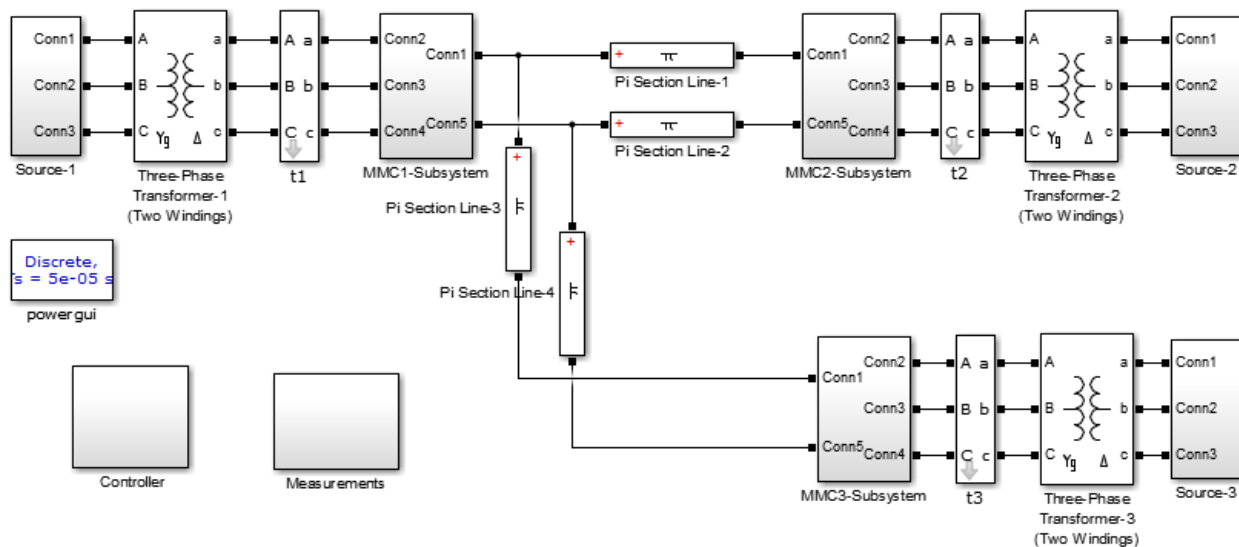 Conn1
Conn2
Conn3
Source-1
A
B
C
a
b
c
Yg
Δ
Three-Phase
Transformer-1
(Two Windings)
A a
B b
C c
t1
Conn2
Conn1
Conn3
Conn5
Conn4
MMC1-Subsystem
+
π
Pi Section Line-1
+
π
Pi Section Line-2
+
π
Pi Section Line-3
+
π
Pi Section Line-4
Conn2
Conn1
Conn3
Conn5
Conn4
MMC2-Subsystem
A a
B b
C c
t2
A
B
C
a
b
c
Yg
Δ
Three-Phase
Transformer-2
(Two Windings)
Conn1
Conn2
Conn3
Source-2
Discrete,
s = 5e-05 s
powergui
Controller
Measurements
Conn2
Conn1
Conn3
Conn5
Conn4
MMC3-Subsystem
A a
B b
C c
t3
A
B
C
a
b
c
Yg
Δ
Three-Phase
Transformer-3
(Two Windings)
Conn1
Conn2
Conn3
Source-3